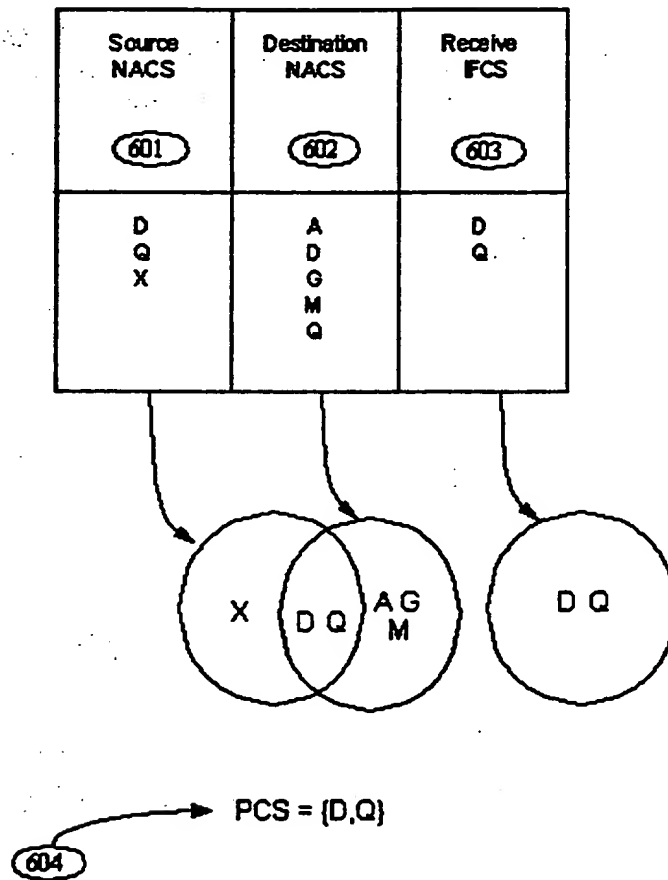 Source NACS
Destination NACS
Receive IFCS
601
602
603
D
Q
X
A
D
G
M
Q
D
Q
X
D Q
A G
M
D Q
PCS = {D,Q}
604